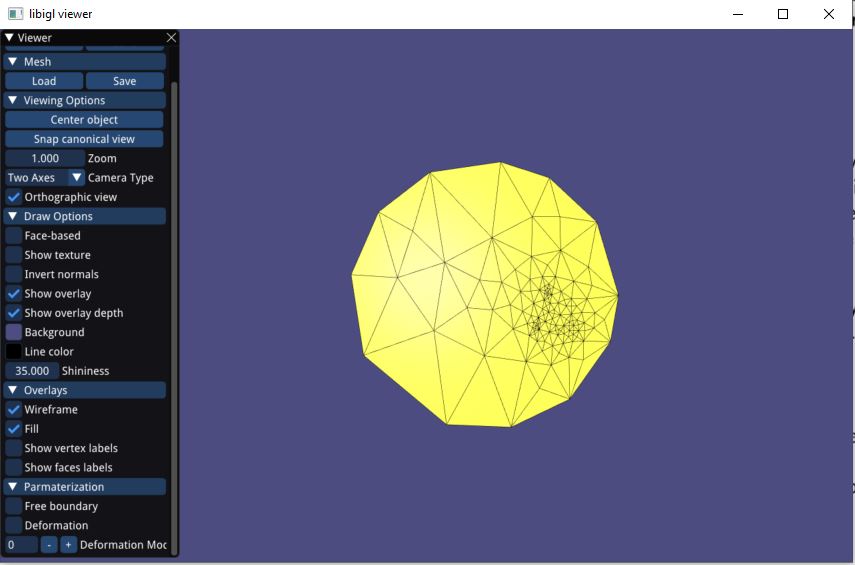 libigl viewer
Viewer
Mesh
Load Save
Viewing Options
Center object
Snap canonical view
1.000 Zoom
Two Axes Camera Type
Orthographic view
Draw Options
Face-based
Show texture
Invert normals
Show overlay
Show overlay depth
Background
Line color
35.000 Shininess
Overlays
Wireframe
Fill
Show vertex labels
Show faces labels
Parmaterization
Free boundary
Deformation
0 - + Deformation Moc